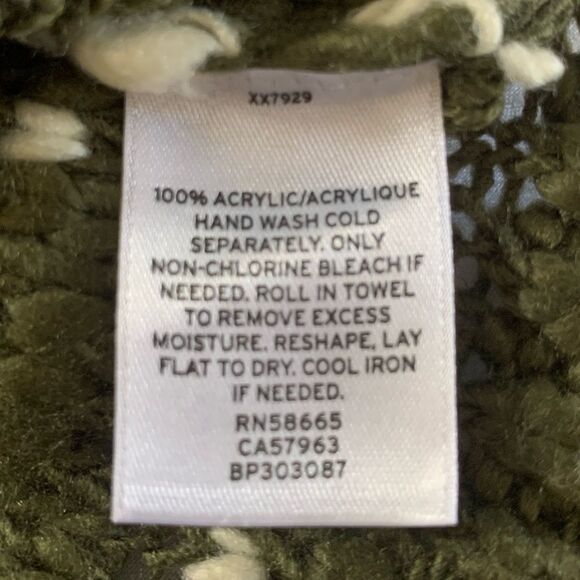 XX7929
100% ACRYLIC/ACRYLIQUE
HAND WASH COLD
SEPARATELY. ONLY
NON-CHLORINE BLEACH IF
NEEDED. ROLL IN TOWEL
TO REMOVE EXCESS
MOISTURE. RESHAPE, LAY
FLAT TO DRY. COOL IRON
IF NEEDED.
RN58665
CA57963
BP303087